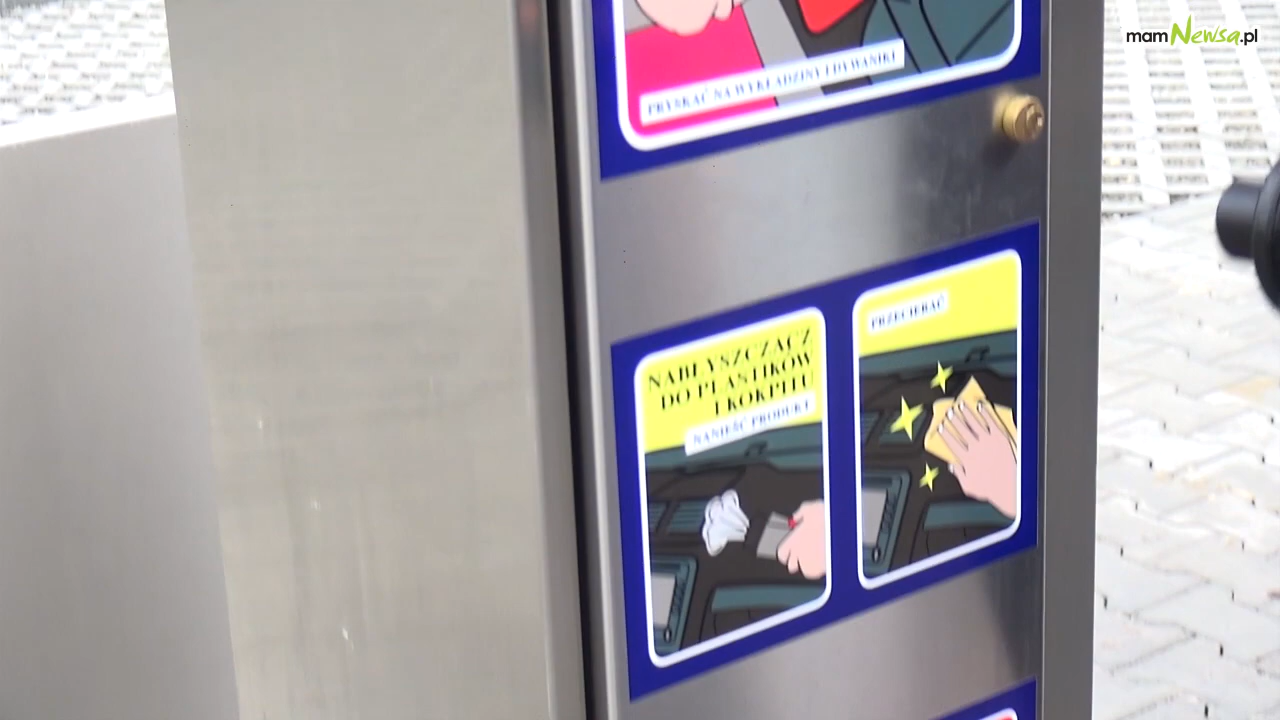 mamNewsa.pl
PRYSKAĆ NA WYKŁADZINY I DYWANIKI
NABŁYSZCZACZ
DO PLASTIKÓW
I KOKPITU
NANIEŚĆ PRODUKT
PRZECIERAĆ